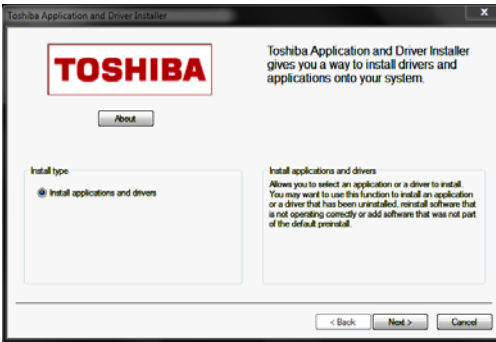 Toshiba Application and Driver Installer
x
TOSHIBA
Toshiba Application and Driver Installer
gives you a way to install drivers and
applications onto your system.
About
Install type
Install applications and drivers
Install applications and drivers
Allows you to select an application or a driver to install.
You may want to use this function to install an application
or a driver that has been uninstalled, reinstall software that
is not operating correctly or add software that was not part
of the default preinstall.
< Back
Next >
Cancel